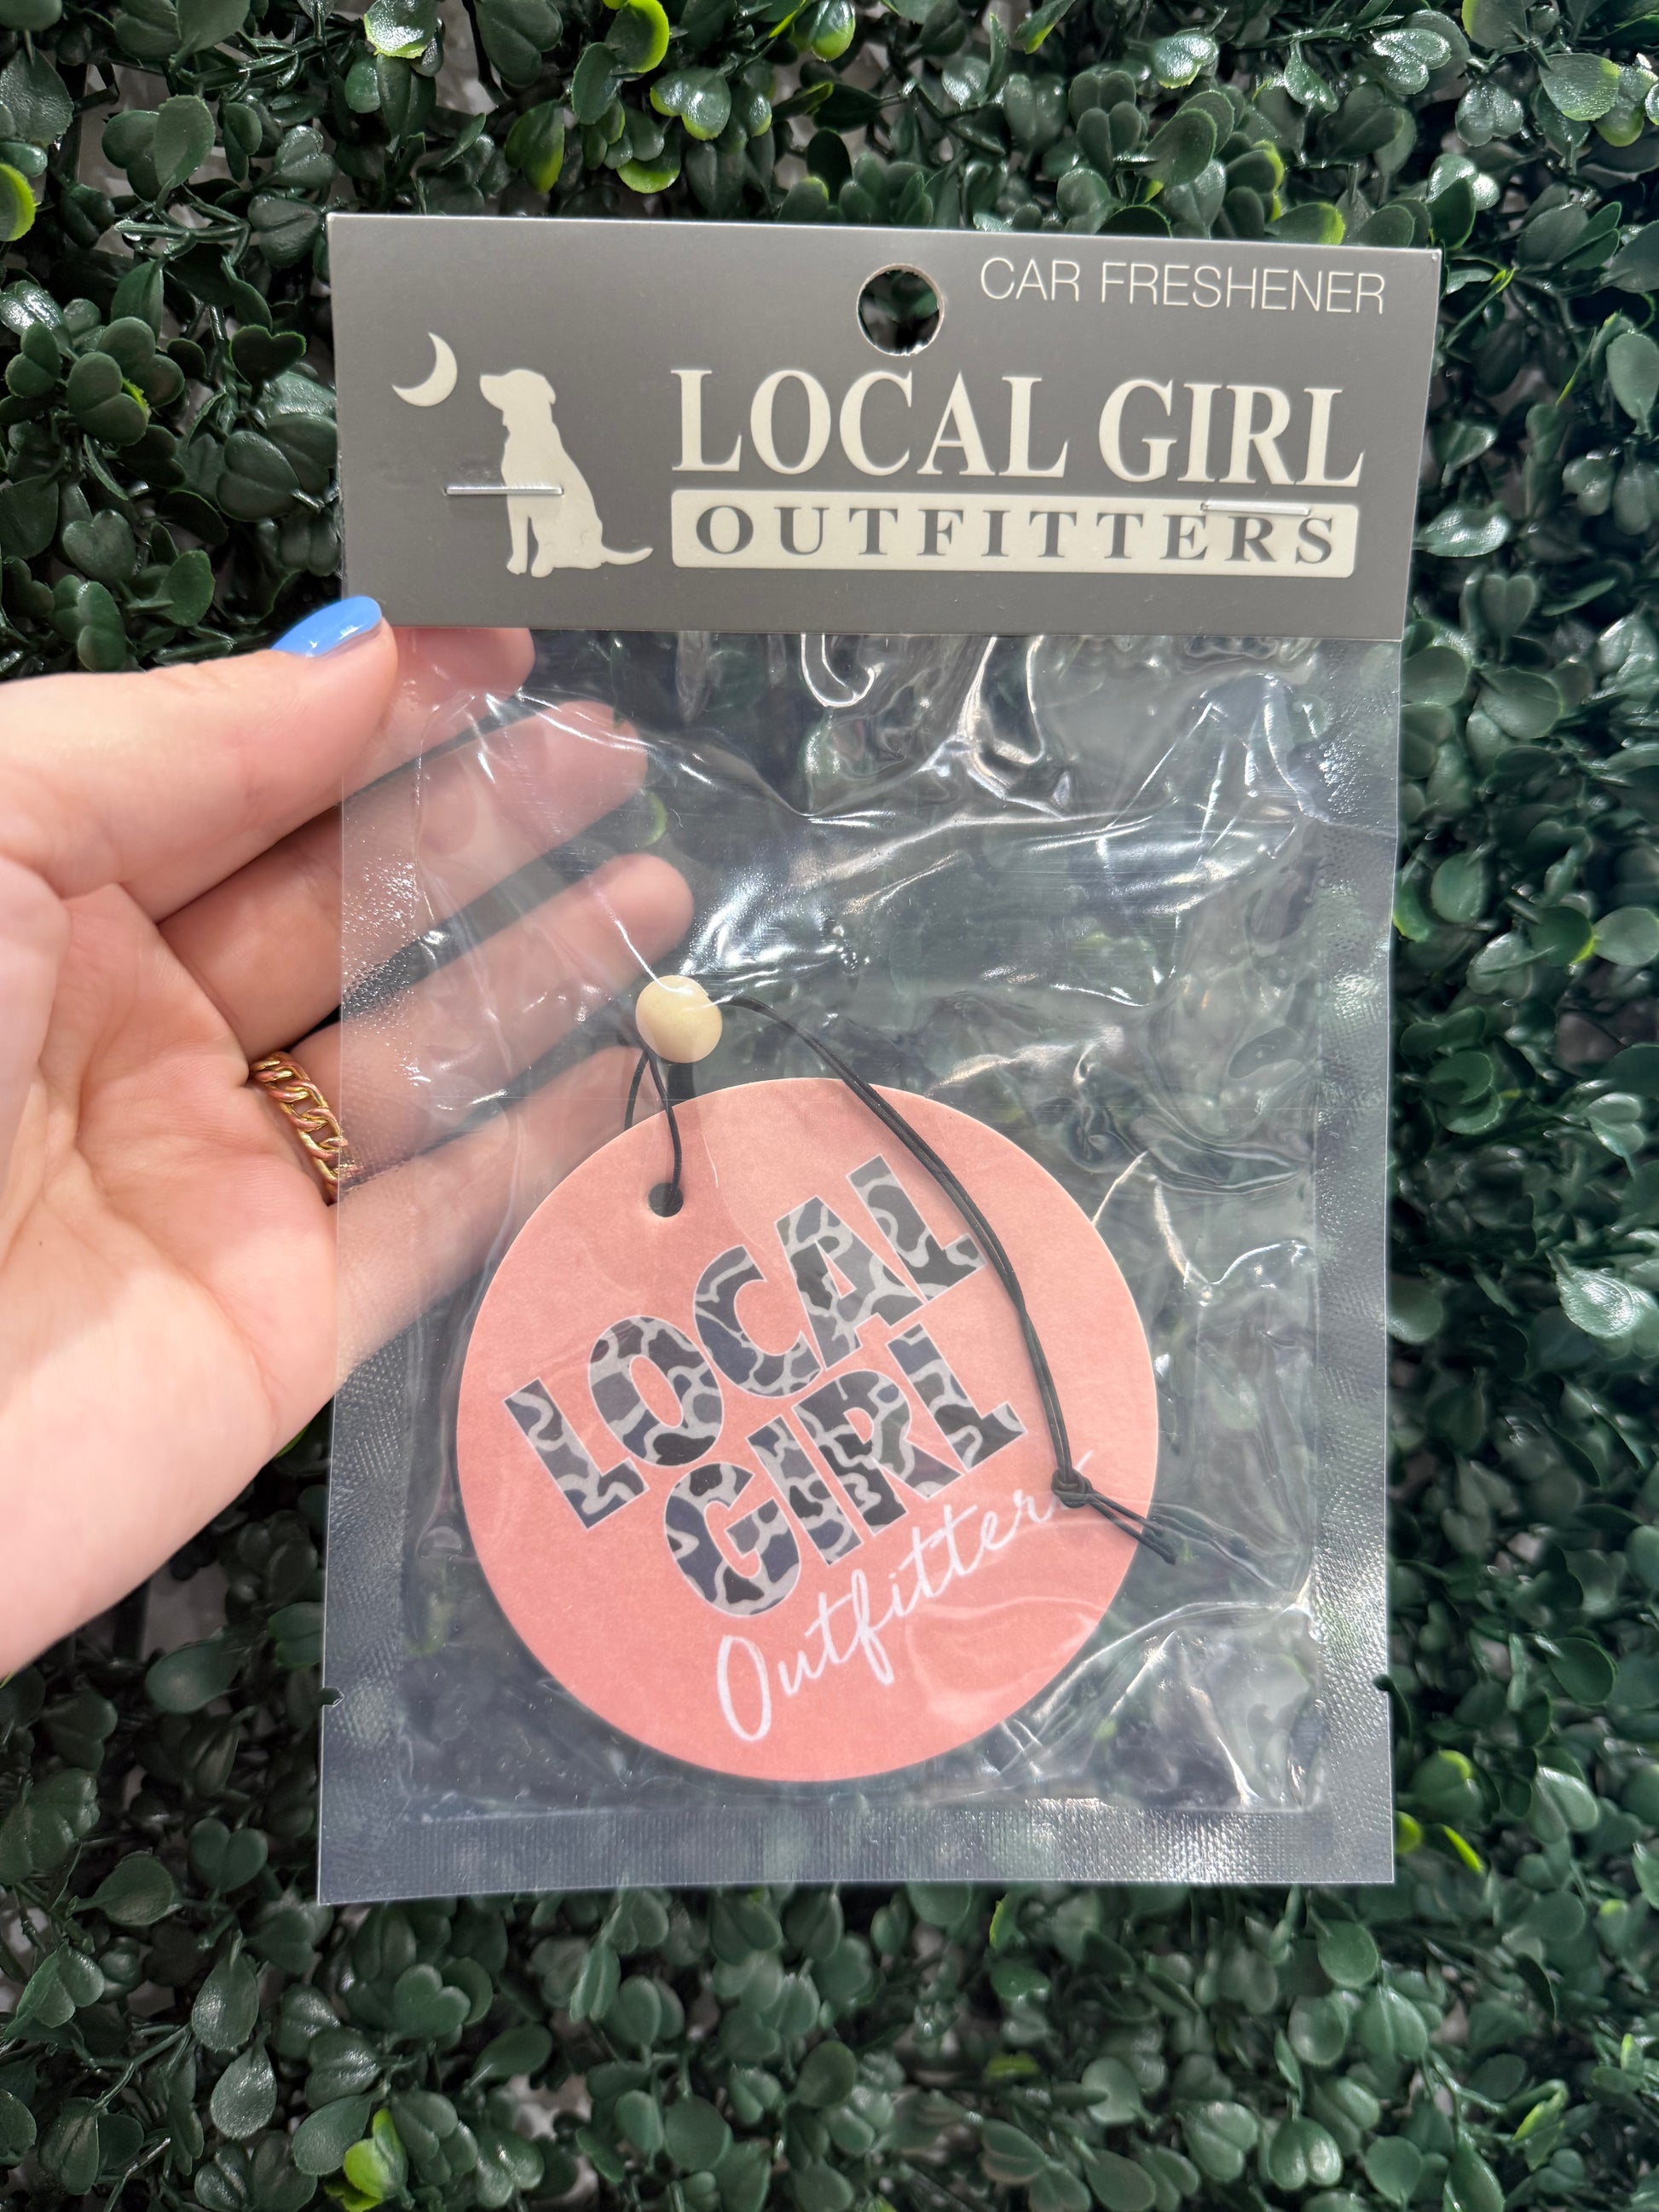 CAR FRESHENER
LOCAL GIRL
OUTFITTERS
LOCAL
GIRL
Outfitters